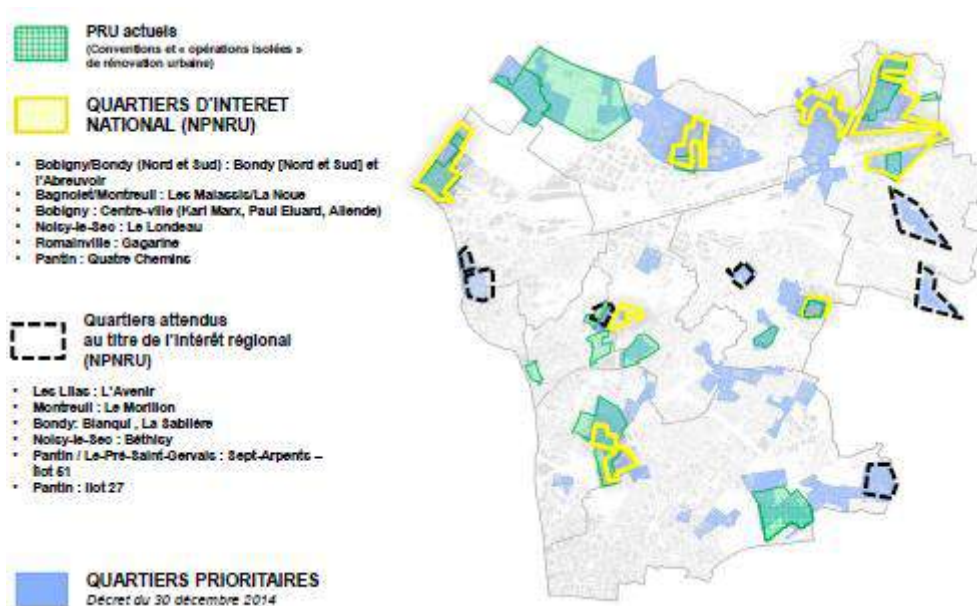 PRU actuels
(Conventions et « opérations isolées »
de rénovation urbaine)
QUARTIERS D'INTERET
NATIONAL (NPNRU)
• Bobigny/Bondy (Nord et Sud) : Bondy [Nord et Sud] et
l'Abreuvoir
• Bagnolet/Montreuil : Les Malassis/La Noue
• Bobigny : Centre-ville (Karl Marx, Paul Eluard, Allende)
• Noisy-le-Sec : Le Londeau
• Romainville : Gagarine
• Pantin : Quatre Chemins
Quartiers attendus
au titre de l'intérêt régional
(NPNRU)
• Les Lilas : L'Avenir
• Montreuil : Le Morillon
• Bondy: Blanqui , La Sablière
• Noisy-le-Sec : Béthisy
• Pantin / Le-Pré-Saint-Gervais : Sept-Arpents –
îlot 51
• Pantin : îlot 27
QUARTIERS PRIORITAIRES
Décret du 30 décembre 2014